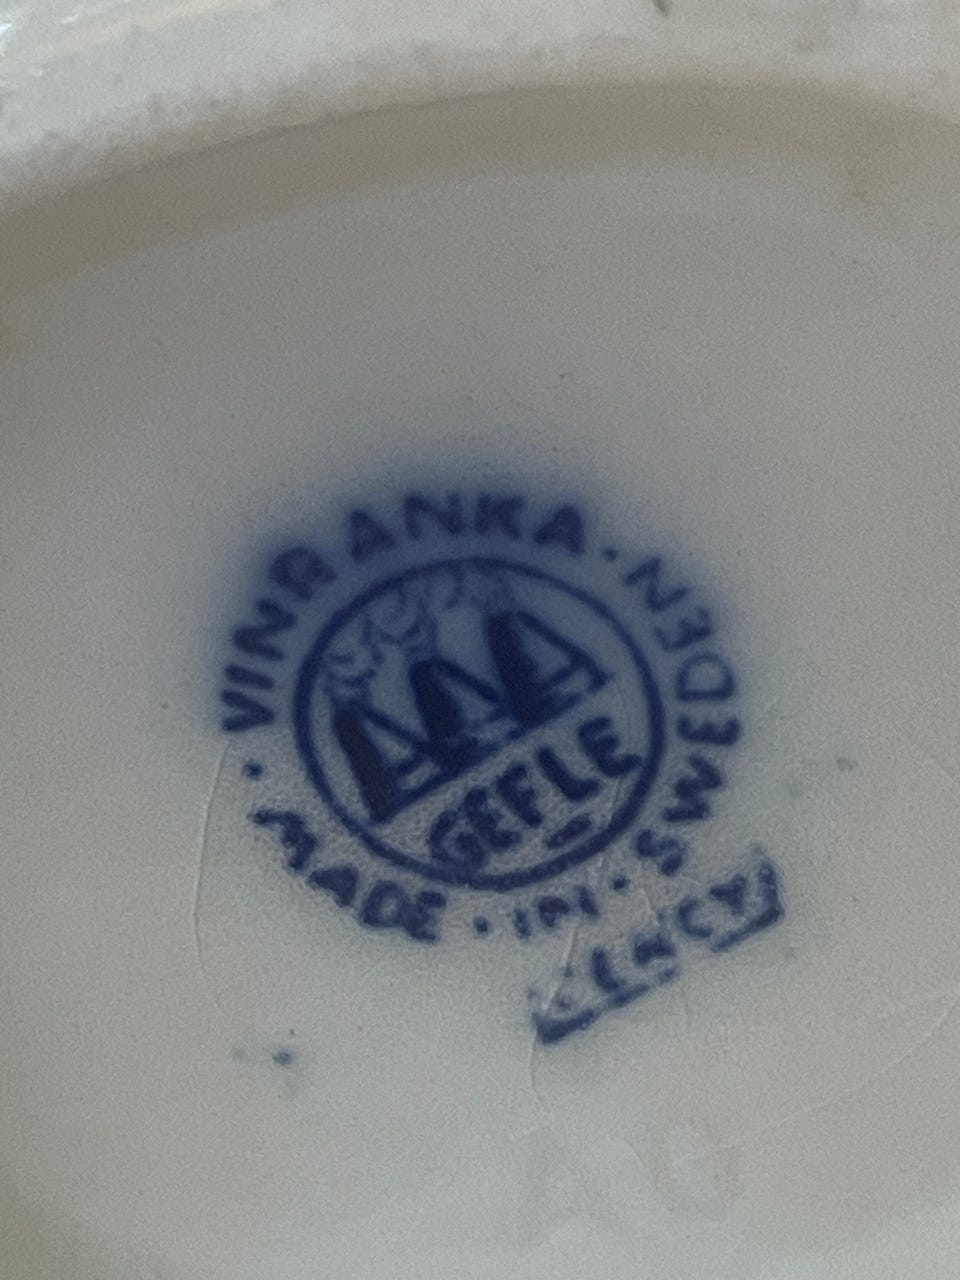 VINRANKA · MADE · IN · SWEDEN ·
GEFLE